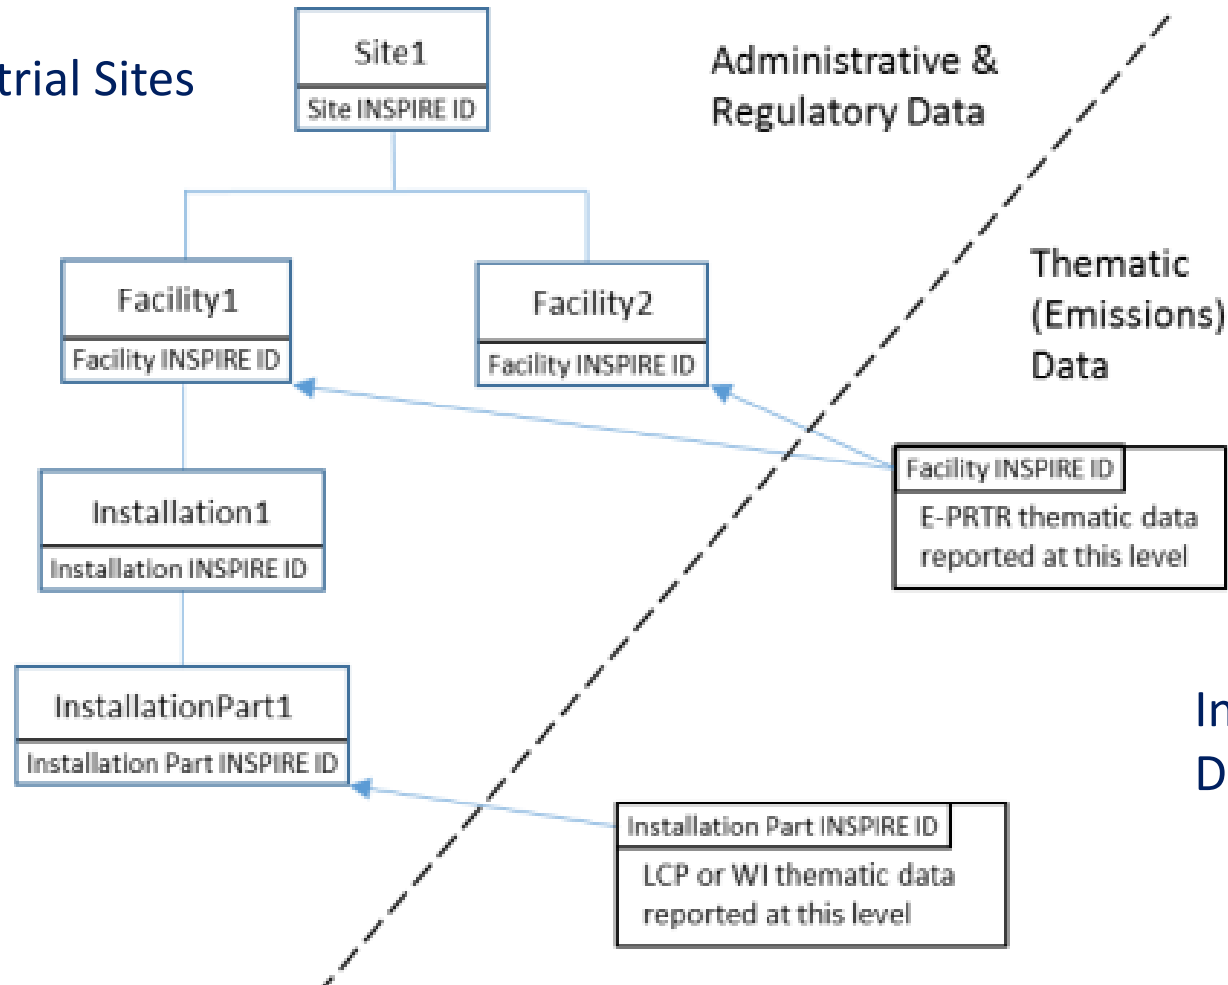 trial Sites
Site1
Site INSPIRE ID
Administrative &
Regulatory Data
Thematic
(Emissions)
Data
Facility1
Facility INSPIRE ID
Facility2
Facility INSPIRE ID
Facility INSPIRE ID
E-PRTR thematic data
reported at this level
Installation1
Installation INSPIRE ID
InstallationPart1
Installation Part INSPIRE ID
In
D
Installation Part INSPIRE ID
LCP or WI thematic data
reported at this level